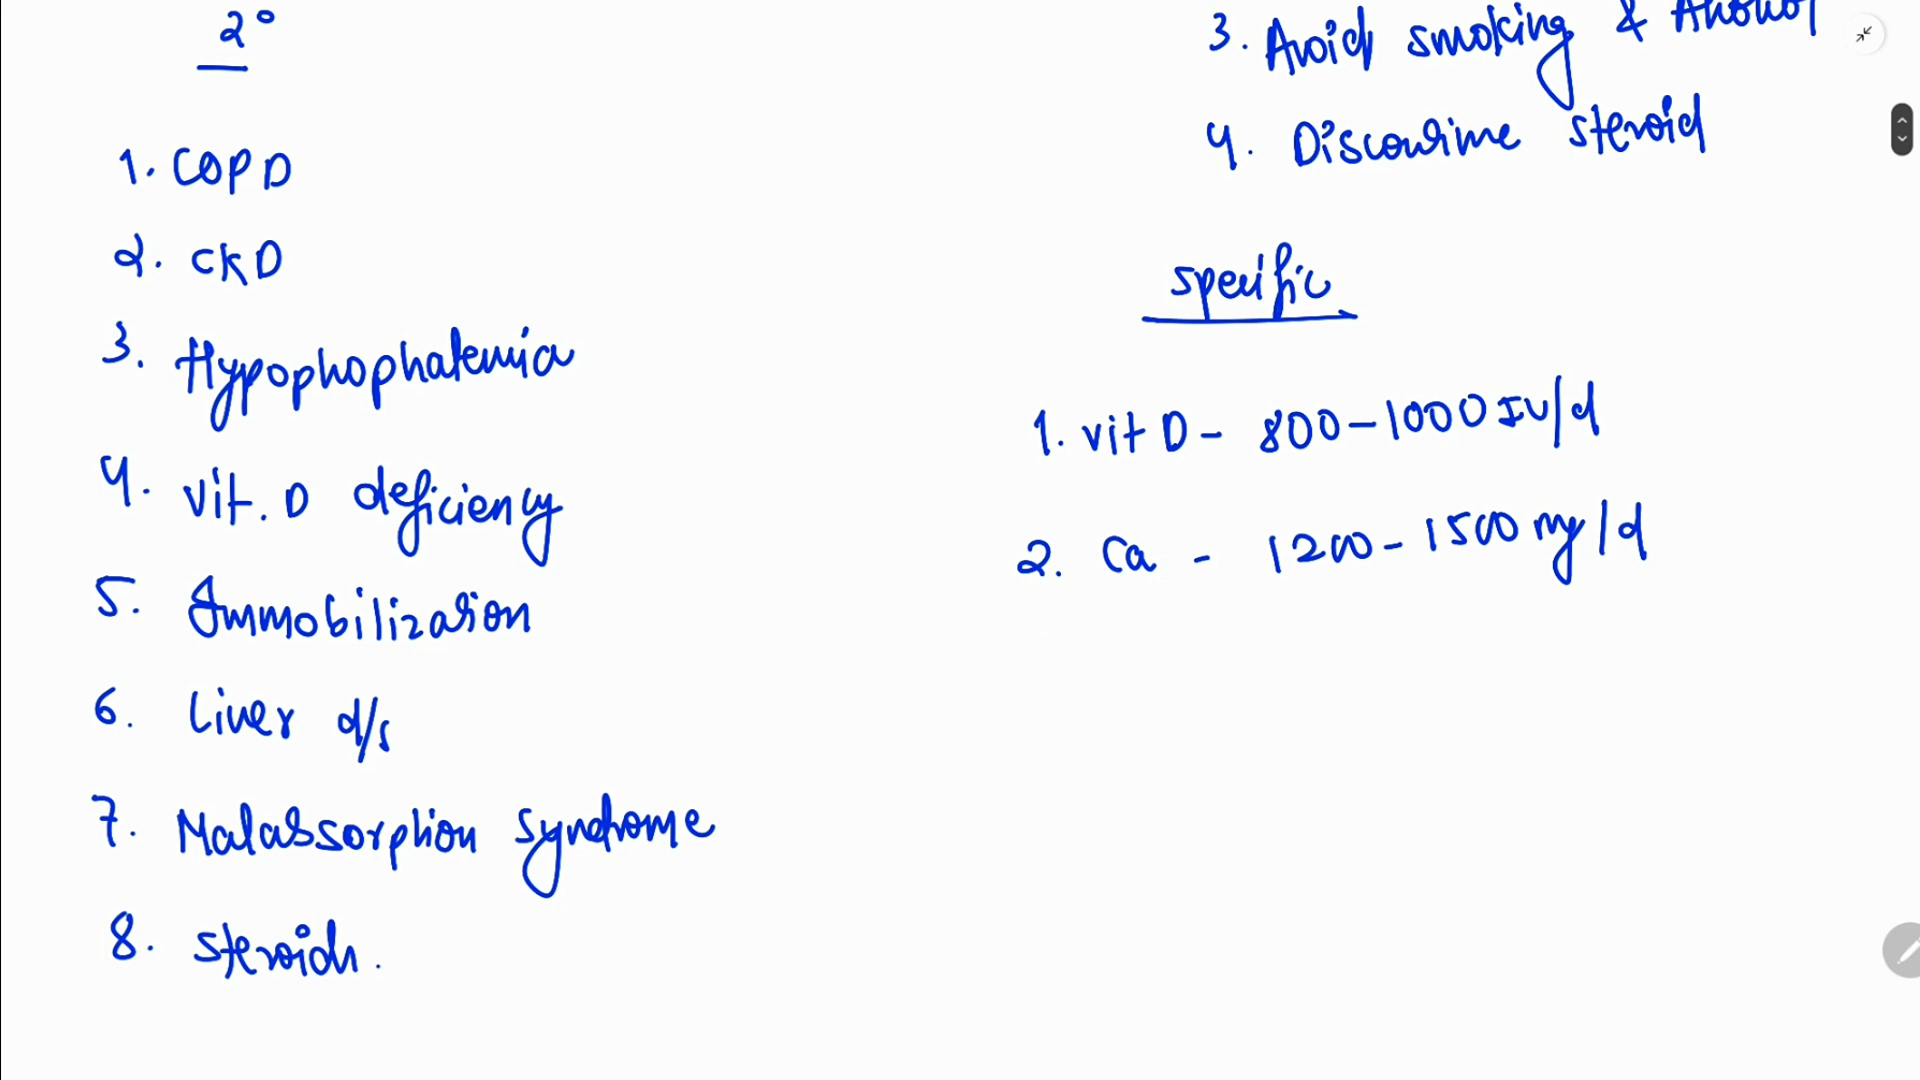 2°
1. COPD
2. CKD
3. Hypophophatemia
4. Vit. D deficiency
5. Immobilization
6. Liver d/s
7. Malabsorption syndrome
8. Steroids.
3. Avoid smoking & Alcohol
4. Discontinue steroid
specific
1. vit D - 800-1000 IU/d
2. Ca - 1200-1500 mg/d